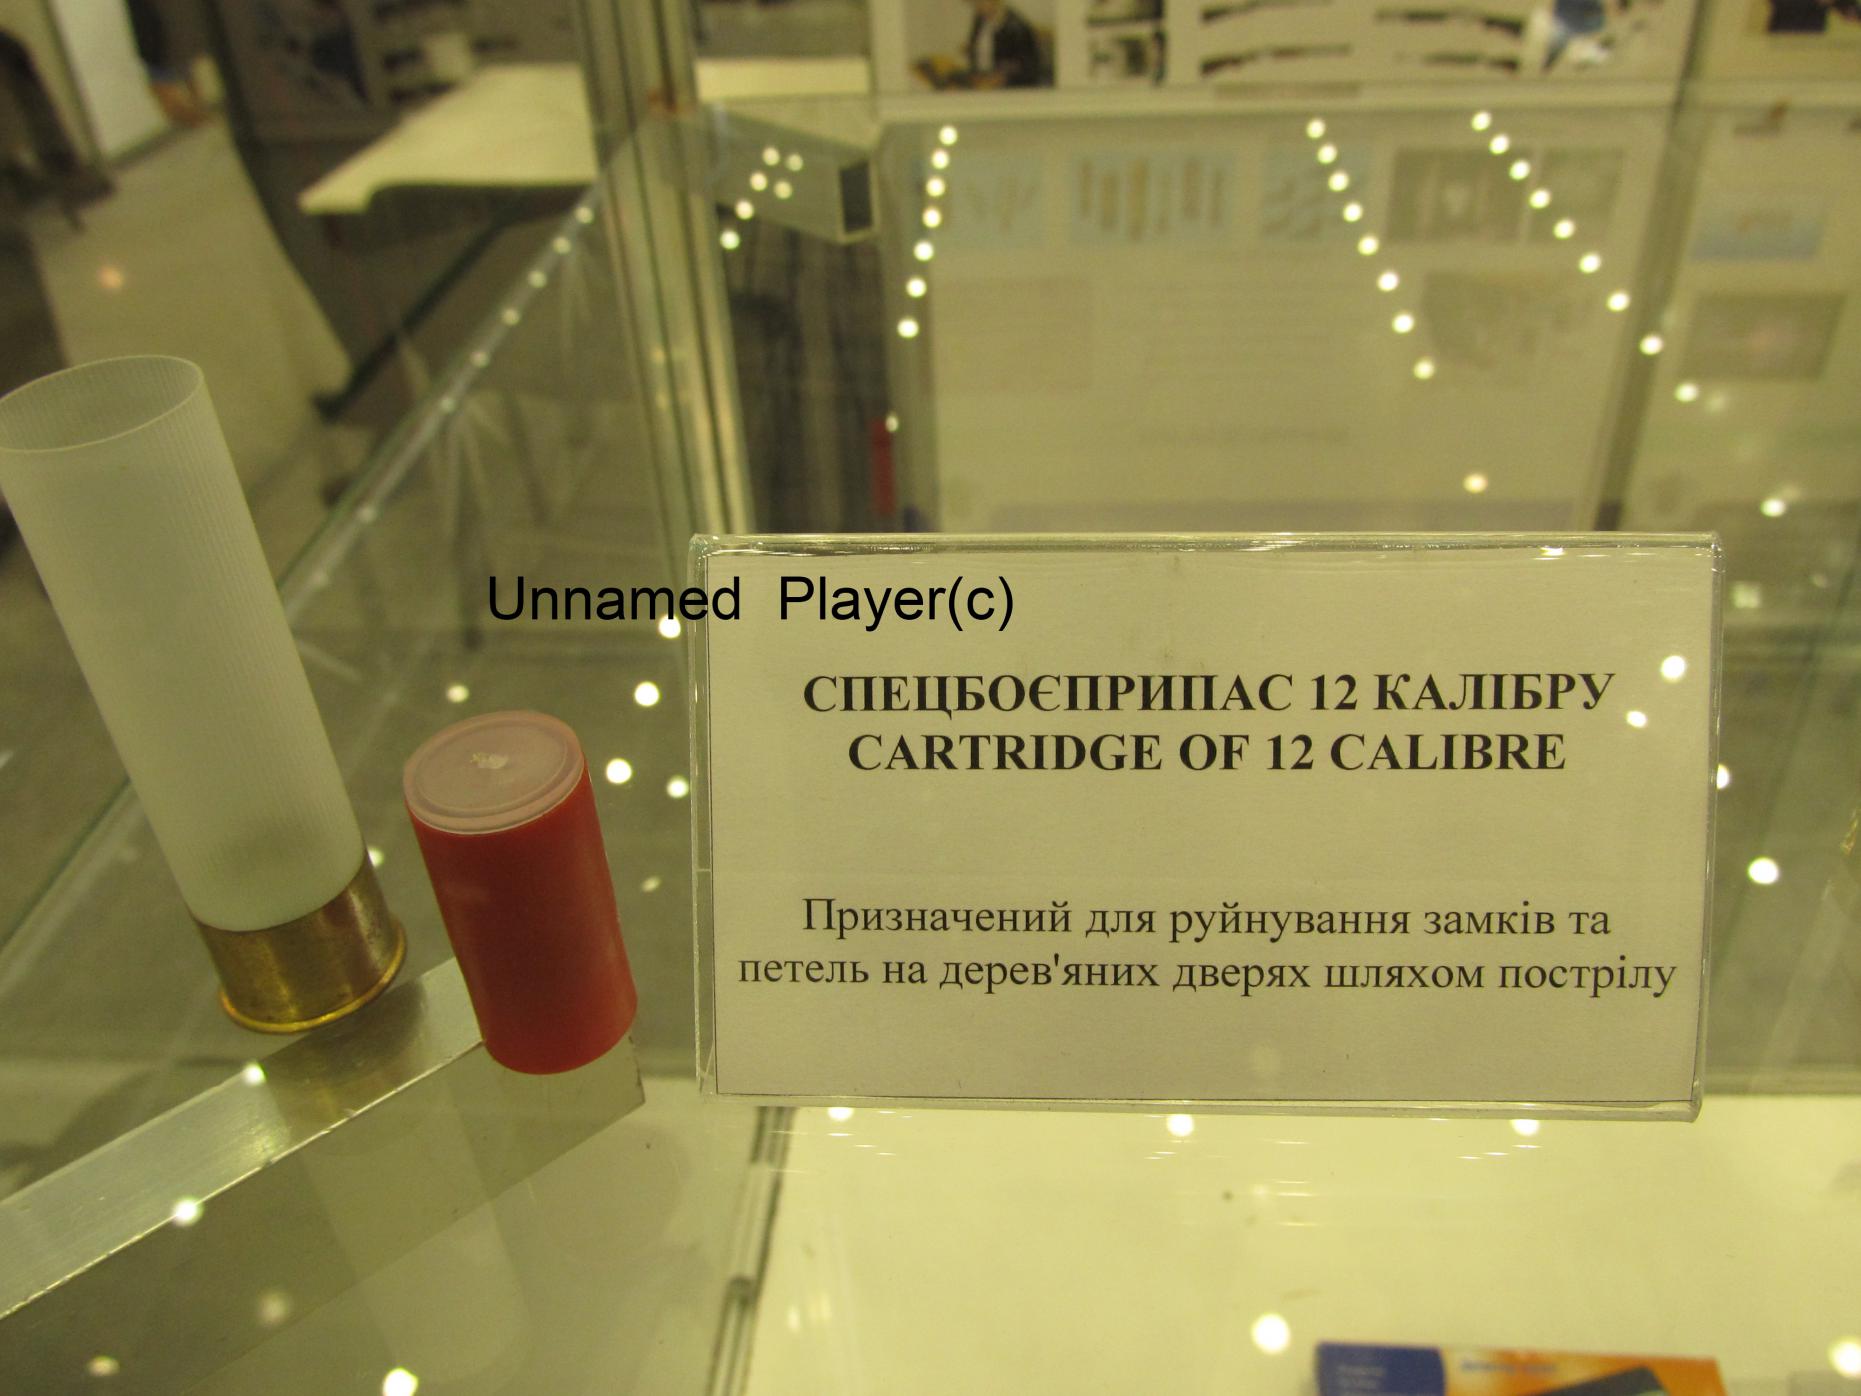 Unnamed Player(c)
СПЕЦБОЄПРИПАС 12 КАЛІБРУ
CARTRIDGE OF 12 CALIBRE
Призначений для руйнування замків та
петель на дерев'яних дверях шляхом пострілу